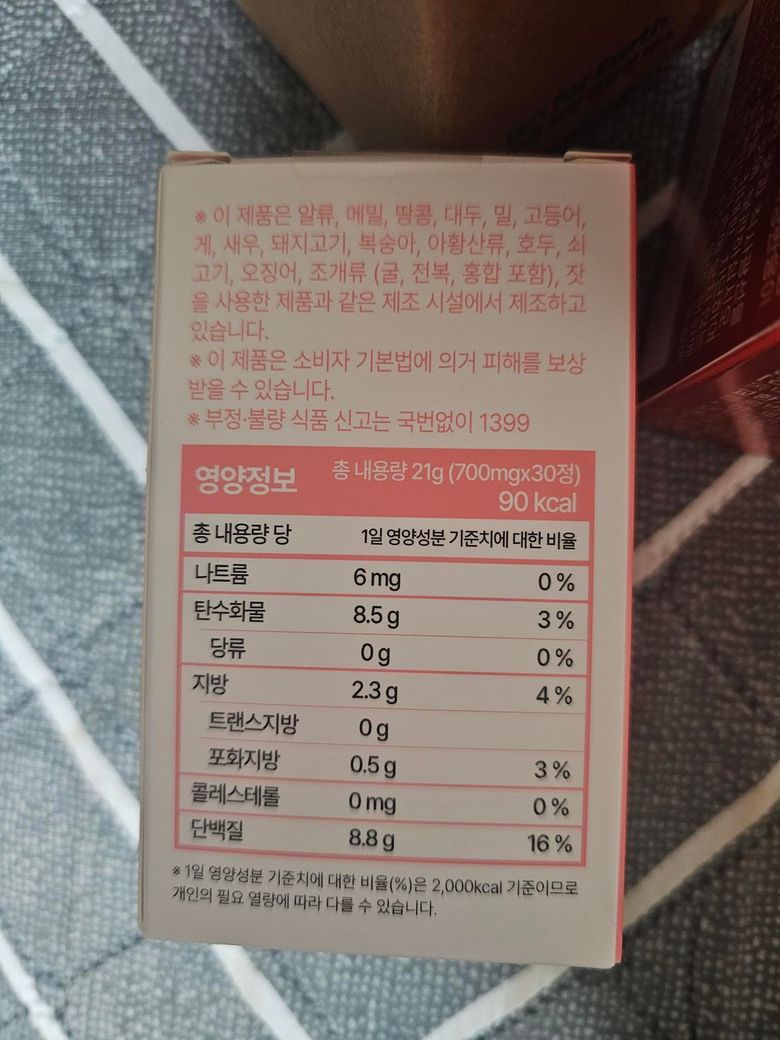 ※ 이 제품은 알류, 메밀, 땅콩, 대두, 밀, 고등어,
게, 새우, 돼지고기, 복숭아, 아황산류, 호두, 쇠
고기, 오징어, 조개류 (굴, 전복, 홍합 포함), 잣
을 사용한 제품과 같은 제조 시설에서 제조하고
있습니다.
※ 이 제품은 소비자 기본법에 의거 피해를 보상
받을 수 있습니다.
※ 부정·불량 식품 신고는 국번없이 1399
영양정보 총 내용량 21g (700mgx30정)
90 kcal
총 내용량 당 1일 영양성분 기준치에 대한 비율
나트륨 6 mg 0 %
탄수화물 8.5 g 3 %
당류 0 g 0 %
지방 2.3 g 4 %
트랜스지방 0 g
포화지방 0.5 g 3 %
콜레스테롤 0 mg 0 %
단백질 8.8 g 16 %
※ 1일 영양성분 기준치에 대한 비율(%)은 2,000kcal 기준이므로
개인의 필요 열량에 따라 다를 수 있습니다.